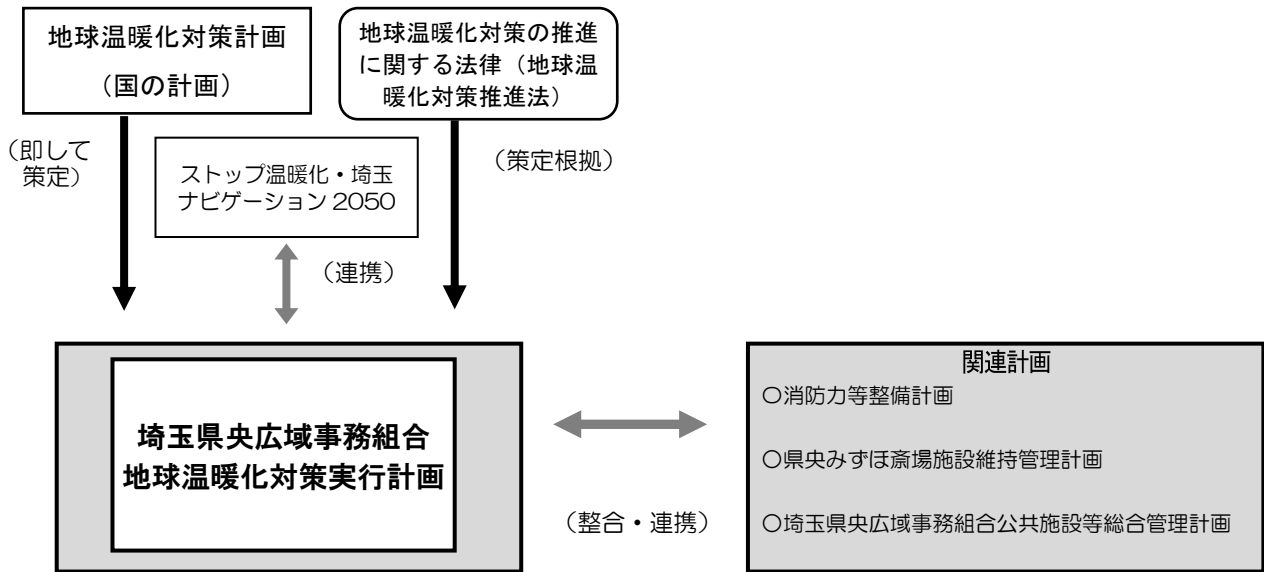 地球温暖化対策計画
（国の計画）
地球温暖化対策の推進
に関する法律（地球温
暖化対策推進法）
（即して
策定）
ストップ温暖化・埼玉
ナビゲーション 2050
（策定根拠）
（連携）
埼玉県央広域事務組合
地球温暖化対策実行計画
（整合・連携）
関連計画
〇消防力等整備計画
〇県央みずほ斎場施設維持管理計画
〇埼玉県央広域事務組合公共施設等総合管理計画